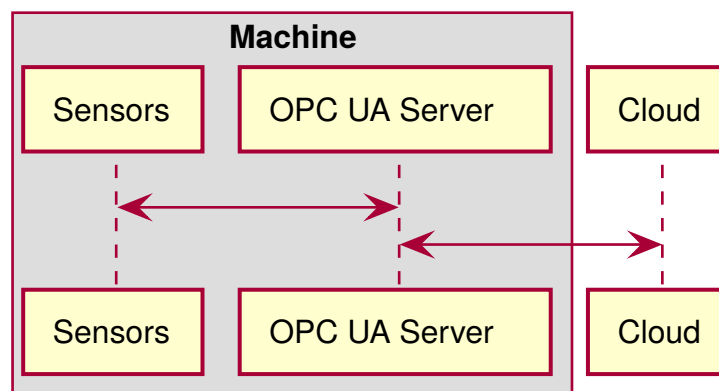 Machine
Sensors
OPC UA Server
Cloud
Sensors
OPC UA Server
Cloud